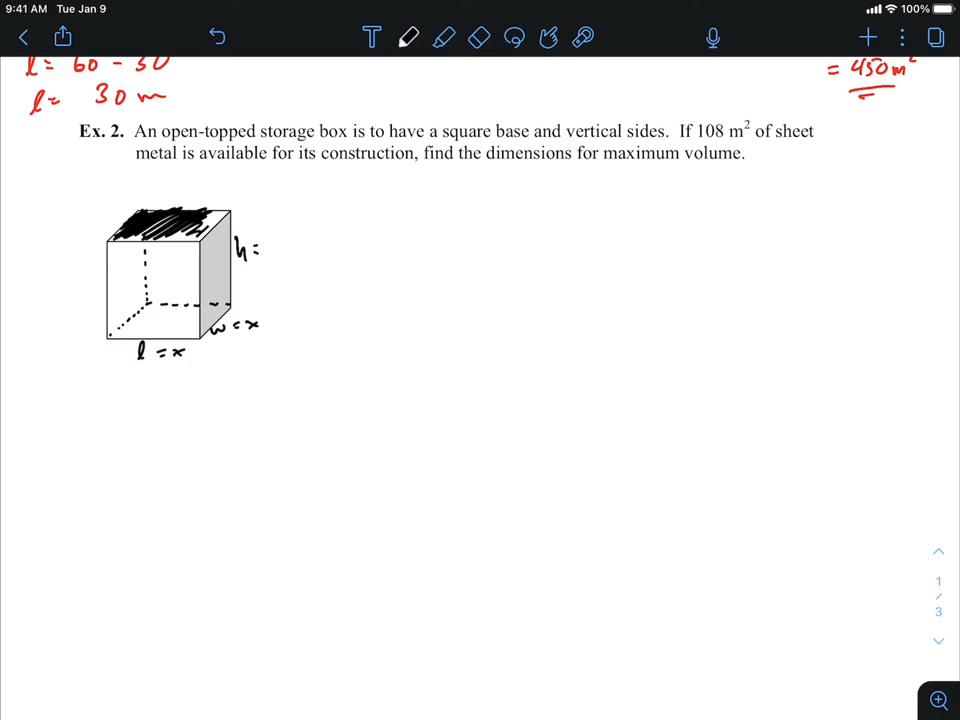 9:41 AM Tue Jan 9
100%
l = 60 - 30
= 450 m²
l = 30 m
Ex. 2. An open-topped storage box is to have a square base and vertical sides. If 108 m² of sheet
metal is available for its construction, find the dimensions for maximum volume.
h =
w = x
l = x
1
/
3